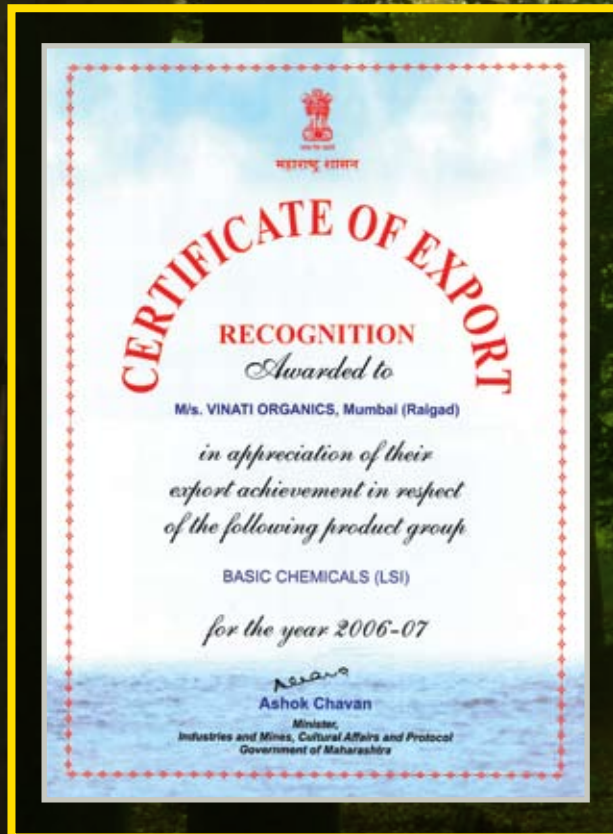 महाराष्ट्र शासन
CERTIFICATE OF EXPORT
RECOGNITION
Awarded to
M/s. VINATI ORGANICS, Mumbai (Raigad)
in appreciation of their
export achievement in respect
of the following product group
BASIC CHEMICALS (LSI)
for the year 2006-07
Ashok Chavan
Minister,
Industries and Mines, Cultural Affairs and Protocol
Government of Maharashtra